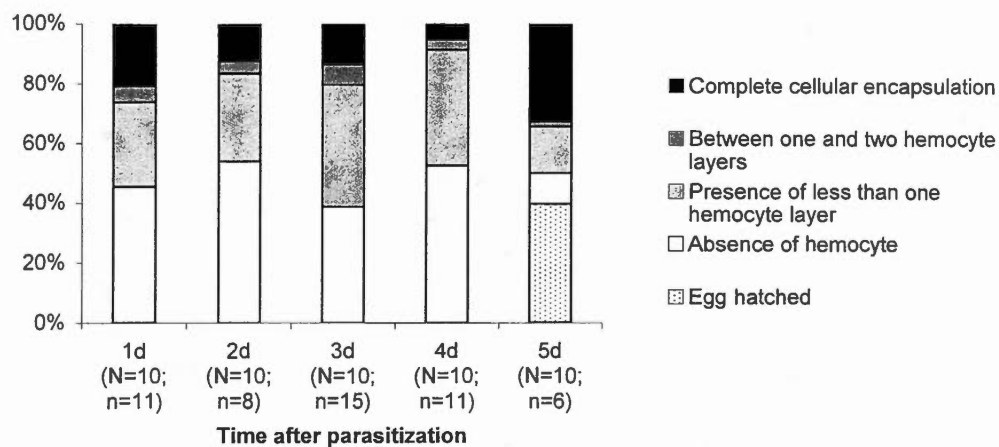 100%
80%
60%
40%
20%
0%
Complete cellular encapsulation
Between one and two hemocyte
layers
Presence of less than one
hemocyte layer
Absence of hemocyte
Egg hatched
1d 2d 3d 4d 5d
(N=10; (N=10; (N=10; (N=10; (N=10;
n=11) n=8) n=15) n=11) n=6)
Time after parasitization